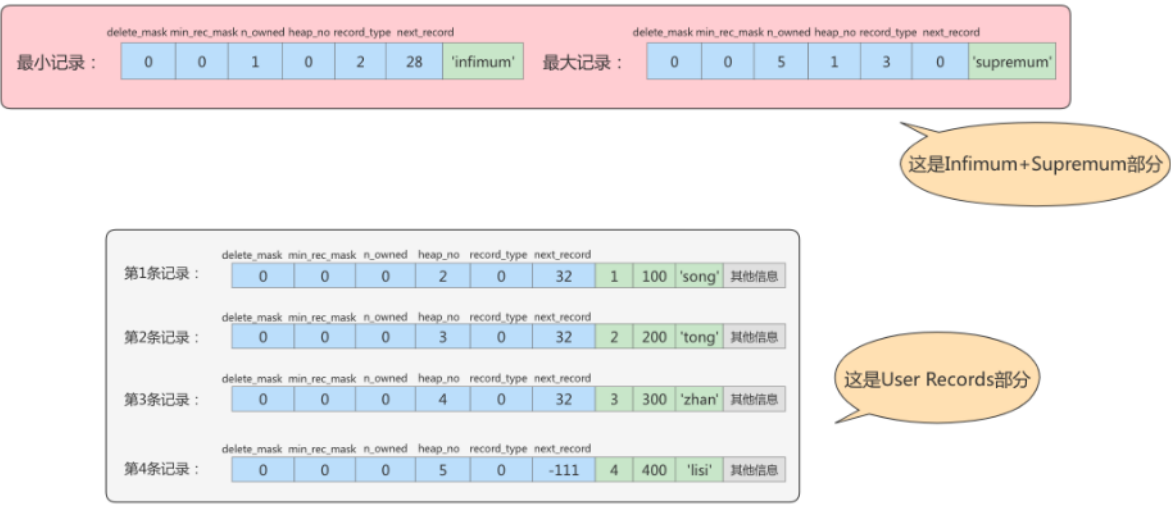 delete_mask min_rec_mask n_owned heap_no record_type next_record delete_mask min_rec_mask n_owned heap_no record_type next_record
最小记录： 0 0 1 0 2 28 'infimum' 最大记录： 0 0 5 1 3 0 'supremum'
这是Infimum+Supremum部分
delete_mask min_rec_mask n_owned heap_no record_type next_record
第1条记录： 0 0 0 2 0 32 1 100 'song' 其他信息
delete_mask min_rec_mask n_owned heap_no record_type next_record
第2条记录： 0 0 0 3 0 32 2 200 'tong' 其他信息
delete_mask min_rec_mask n_owned heap_no record_type next_record
第3条记录： 0 0 0 4 0 32 3 300 'zhan' 其他信息
这是User Records部分
delete_mask min_rec_mask n_owned heap_no record_type next_record
第4条记录： 0 0 0 5 0 -111 4 400 'lisi' 其他信息